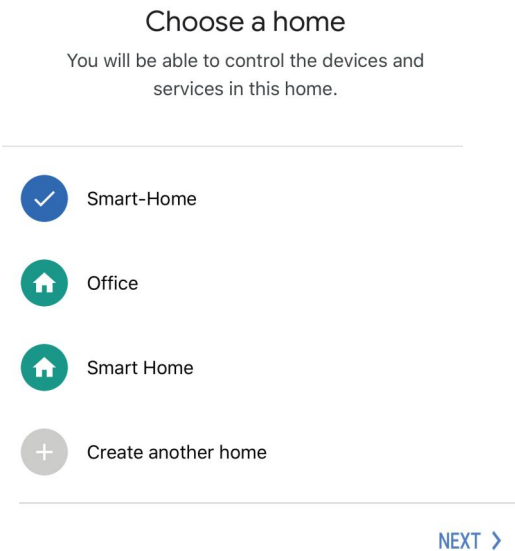 Choose a home
You will be able to control the devices and
services in this home.
Smart-Home
Office
Smart Home
Create another home
NEXT